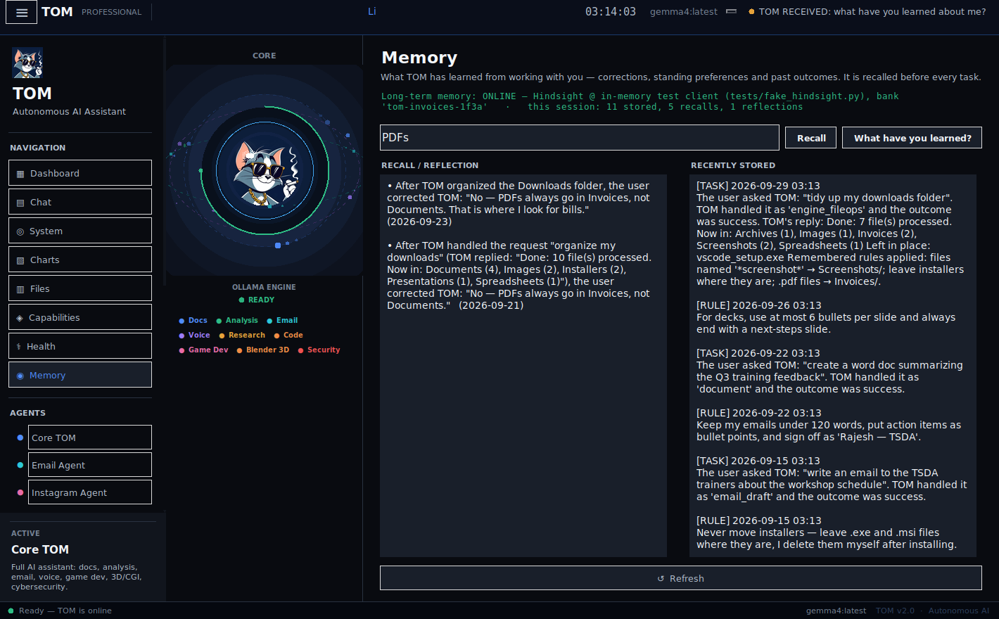 TOM PROFESSIONAL
Li
03:14:03 gemma4:latest TOM RECEIVED: what have you learned about me?
TOM
Autonomous AI Assistant
NAVIGATION
Dashboard
Chat
System
Charts
Files
Capabilities
Health
Memory
AGENTS
Core TOM
Email Agent
Instagram Agent
ACTIVE
Core TOM
Full AI assistant: docs, analysis,
email, voice, game dev, 3D/CGI,
cybersecurity.
CORE
OLLAMA ENGINE
READY
Docs Analysis Email
Voice Research Code
Game Dev Blender 3D Security
Memory
What TOM has learned from working with you — corrections, standing preferences and past outcomes. It is recalled before every task.
Long-term memory: ONLINE — Hindsight @ in-memory test client (tests/fake_hindsight.py), bank
'tom-invoices-1f3a' · this session: 11 stored, 5 recalls, 1 reflections
PDFs
Recall
What have you learned?
RECALL / REFLECTION
• After TOM organized the Downloads folder, the user
corrected TOM: "No — PDFs always go in Invoices, not
Documents. That is where I look for bills."
(2026-09-23)
• After TOM handled the request "organize my
downloads" (TOM replied: "Done: 10 file(s) processed.
Now in: Documents (4), Images (2), Installers (2),
Presentations (1), Spreadsheets (1)"), the user
corrected TOM: "No — PDFs always go in Invoices, not
Documents." (2026-09-21)
RECENTLY STORED
[TASK] 2026-09-29 03:13
The user asked TOM: "tidy up my downloads folder".
TOM handled it as 'engine_fileops' and the outcome
was success. TOM's reply: Done: 7 file(s) processed.
Now in: Archives (1), Images (1), Invoices (2),
Screenshots (2), Spreadsheets (1) Left in place:
vscode_setup.exe Remembered rules applied: files
named '*screenshot*' → Screenshots/; leave installers
where they are; .pdf files → Invoices/.
[RULE] 2026-09-26 03:13
For decks, use at most 6 bullets per slide and always
end with a next-steps slide.
[TASK] 2026-09-22 03:13
The user asked TOM: "create a word doc summarizing
the Q3 training feedback". TOM handled it as
'document' and the outcome was success.
[RULE] 2026-09-22 03:13
Keep my emails under 120 words, put action items as
bullet points, and sign off as 'Rajesh — TSDA'.
[TASK] 2026-09-15 03:13
The user asked TOM: "write an email to the TSDA
trainers about the workshop schedule". TOM handled it
as 'email_draft' and the outcome was success.
[RULE] 2026-09-15 03:13
Never move installers — leave .exe and .msi files
where they are, I delete them myself after installing.
↺ Refresh
Ready — TOM is online
gemma4:latest TOM v2.0 · Autonomous AI